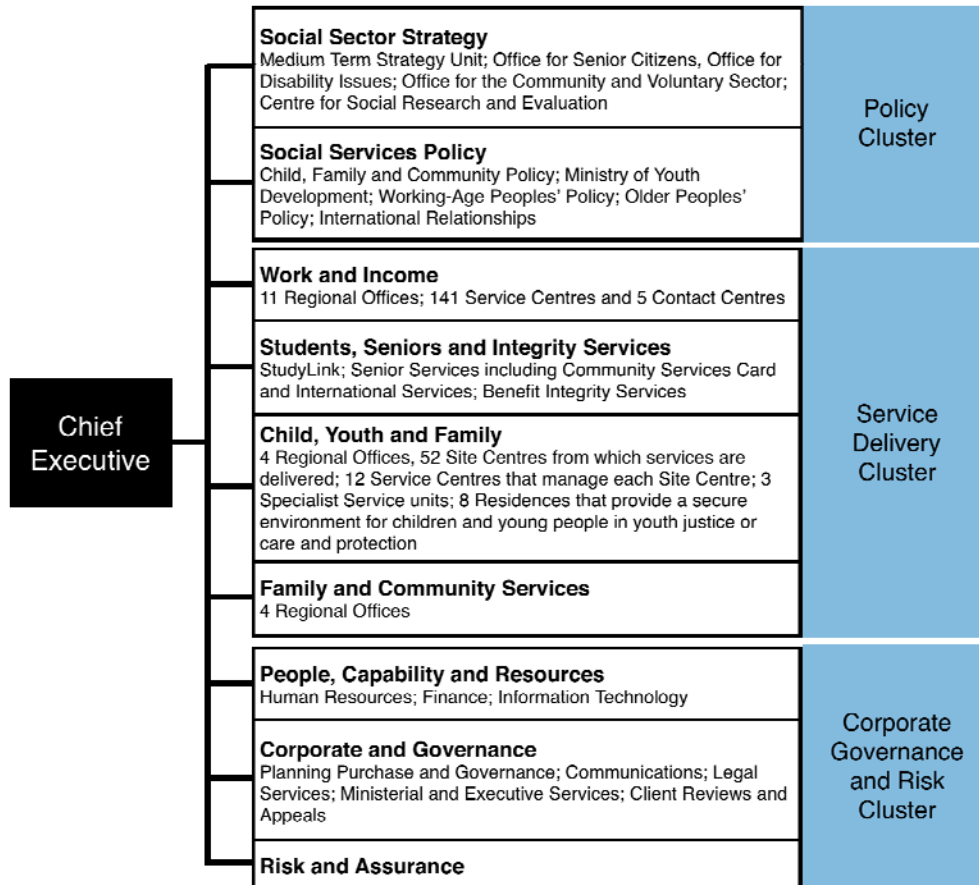 Social Sector Strategy
Medium Term Strategy Unit; Office for Senior Citizens, Office for
Disability Issues; Office for the Community and Voluntary Sector;
Centre for Social Research and Evaluation
Policy
Cluster
Social Services Policy
Child, Family and Community Policy; Ministry of Youth
Development; Working-Age Peoples' Policy; Older Peoples'
Policy; International Relationships
Work and Income
11 Regional Offices; 141 Service Centres and 5 Contact Centres
Students, Seniors and Integrity Services
StudyLink; Senior Services including Community Services Card
and International Services; Benefit Integrity Services
Chief
Executive
Child, Youth and Family
4 Regional Offices, 52 Site Centres from which services are
delivered; 12 Service Centres that manage each Site Centre; 3
Specialist Service units; 8 Residences that provide a secure
environment for children and young people in youth justice or
care and protection
Service
Delivery
Cluster
Family and Community Services
4 Regional Offices
People, Capability and Resources
Human Resources; Finance; Information Technology
Corporate and Governance
Planning Purchase and Governance; Communications; Legal
Services; Ministerial and Executive Services; Client Reviews and
Appeals
Corporate
Governance
and Risk
Cluster
Risk and Assurance